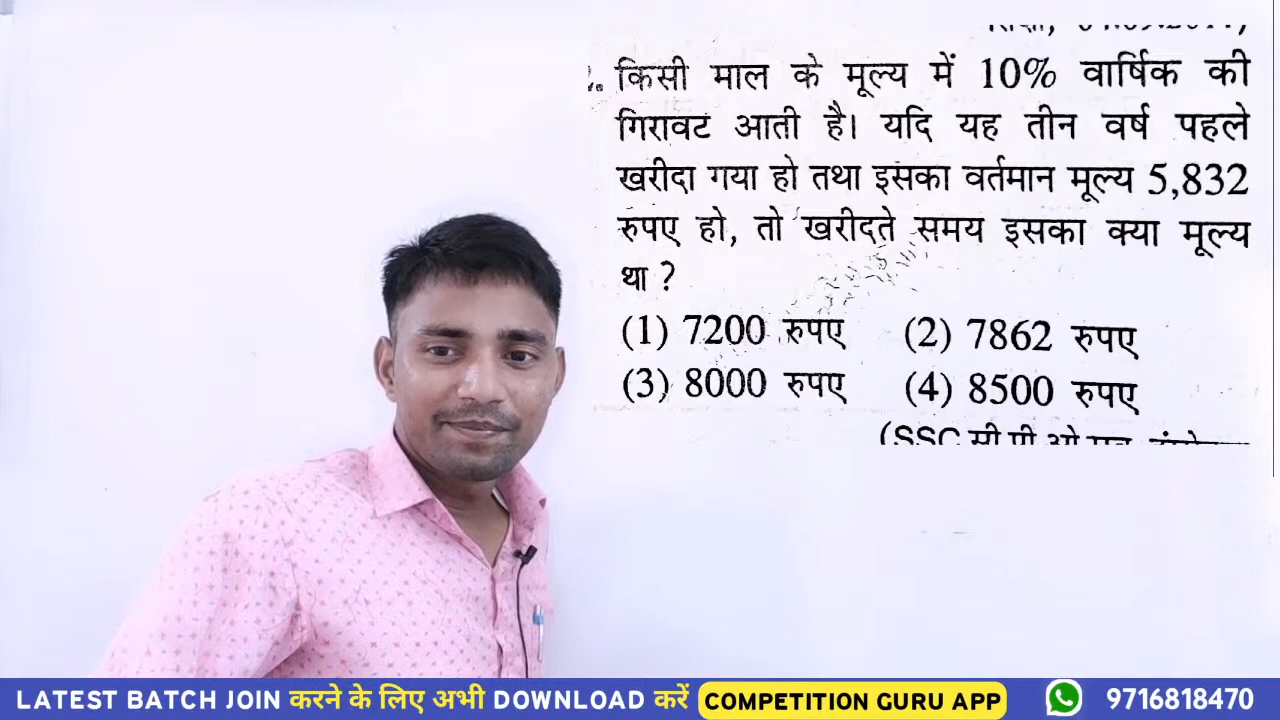 किसी माल के मूल्य में 10% वार्षिक की
गिरावट आती है। यदि यह तीन वर्ष पहले
खरीदा गया हो तथा इसका वर्तमान मूल्य 5,832
रुपए हो, तो खरीदते समय इसका क्या मूल्य
था ?
(1) 7200 रुपए (2) 7862 रुपए
(3) 8000 रुपए (4) 8500 रुपए
(SSC सी.पी.ओ.
LATEST BATCH JOIN करने के लिए अभी DOWNLOAD करें COMPETITION GURU APP 9716818470